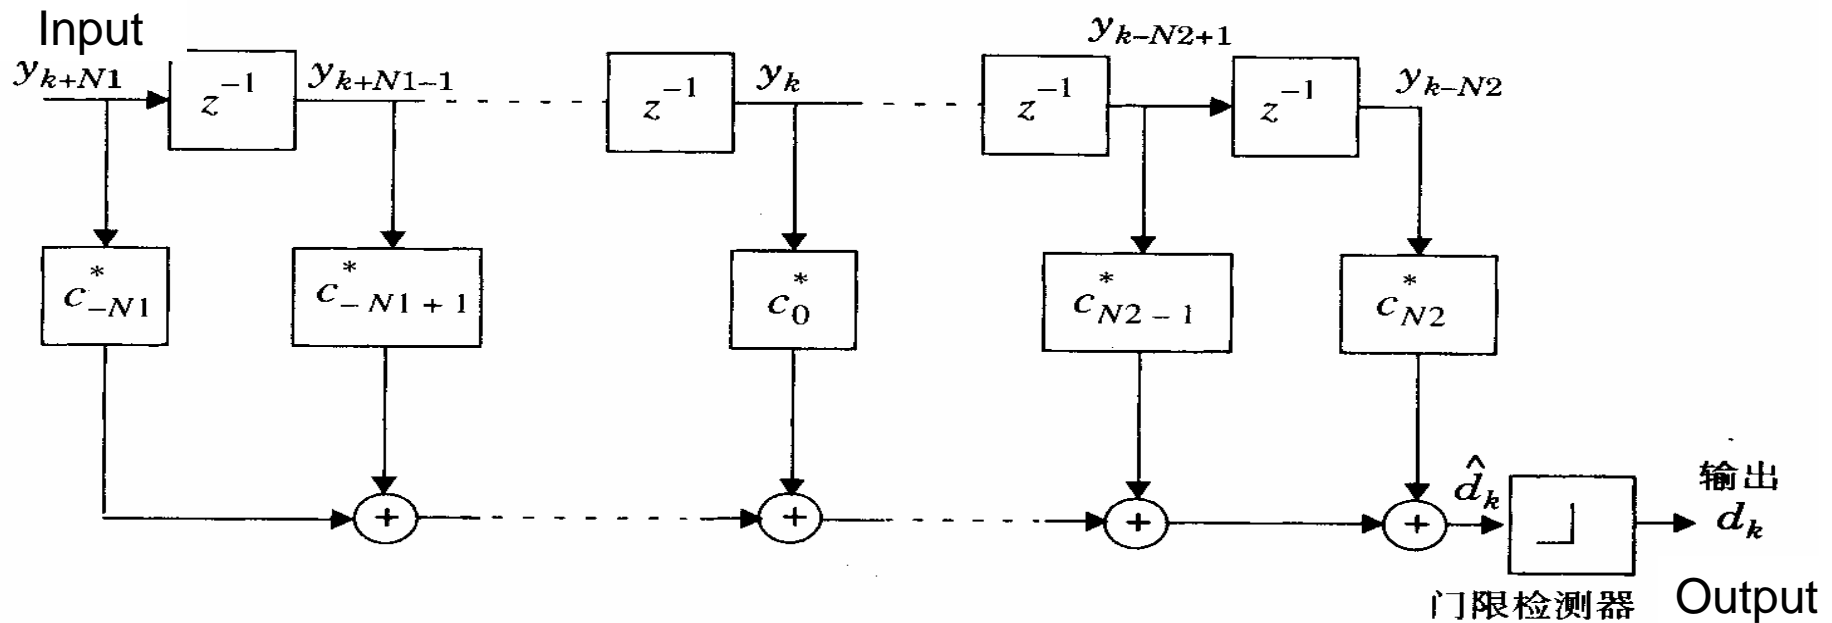 Input
y_{k+N1}
z^{-1}
y_{k+N1-1}
z^{-1}
y_k
z^{-1}
y_{k-N2+1}
z^{-1}
y_{k-N2}
c^*_{-N1}
c^*_{-N1+1}
c^*_0
c^*_{N2-1}
c^*_{N2}
+
+
+
+
\hat{d}_k
输出
d_k
门限检测器
Output